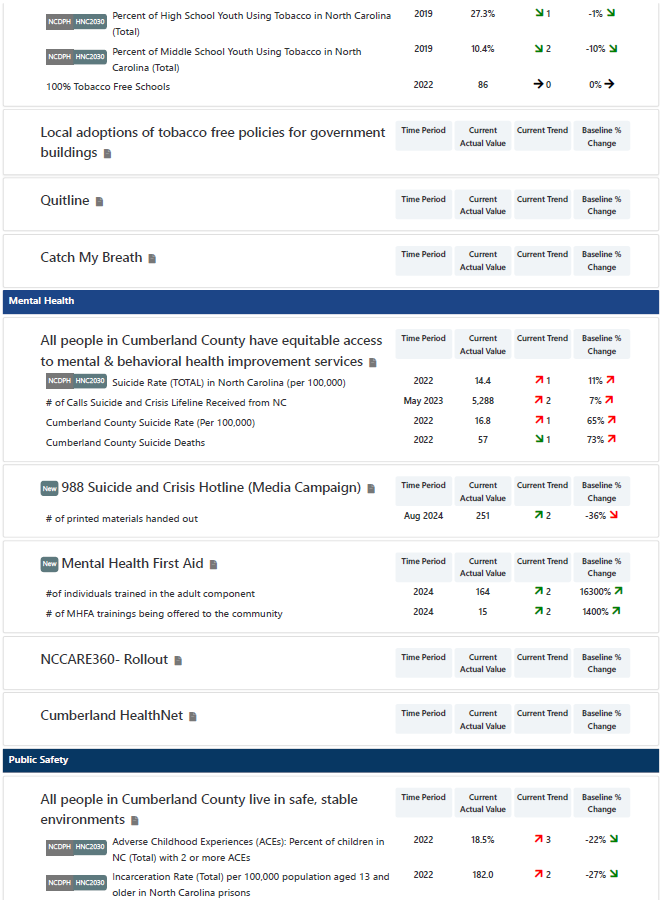 NCDPH HNC2030 Percent of High School Youth Using Tobacco in North Carolina 2019 27.3% 1 -1%
(Total)
NCDPH HNC2030 Percent of Middle School Youth Using Tobacco in North 2019 10.4% 2 -10%
Carolina (Total)
100% Tobacco Free Schools 2022 86 0 0%
Local adoptions of tobacco free policies for government Time Period Current Current Trend Baseline %
buildings Actual Value Change
Quitline Time Period Current Current Trend Baseline %
Actual Value Change
Catch My Breath Time Period Current Current Trend Baseline %
Actual Value Change
Mental Health
All people in Cumberland County have equitable access Time Period Current Current Trend Baseline %
to mental & behavioral health improvement services Actual Value Change
NCDPH HNC2030 Suicide Rate (TOTAL) in North Carolina (per 100,000) 2022 14.4 1 11%
# of Calls Suicide and Crisis Lifeline Received from NC May 2023 5,288 2 7%
Cumberland County Suicide Rate (Per 100,000) 2022 16.8 1 65%
Cumberland County Suicide Deaths 2022 57 1 73%
New 988 Suicide and Crisis Hotline (Media Campaign) Time Period Current Current Trend Baseline %
Actual Value Change
# of printed materials handed out Aug 2024 251 2 -36%
New Mental Health First Aid Time Period Current Current Trend Baseline %
Actual Value Change
#of individuals trained in the adult component 2024 164 2 16300%
# of MHFA trainings being offered to the community 2024 15 2 1400%
NCCARE360- Rollout Time Period Current Current Trend Baseline %
Actual Value Change
Cumberland HealthNet Time Period Current Current Trend Baseline %
Actual Value Change
Public Safety
All people in Cumberland County live in safe, stable Time Period Current Current Trend Baseline %
environments Actual Value Change
NCDPH HNC2030 Adverse Childhood Experiences (ACEs): Percent of children in 2022 18.5% 3 -22%
NC (Total) with 2 or more ACEs
NCDPH HNC2030 Incarceration Rate (Total) per 100,000 population aged 13 and 2022 182.0 2 -27%
older in North Carolina prisons